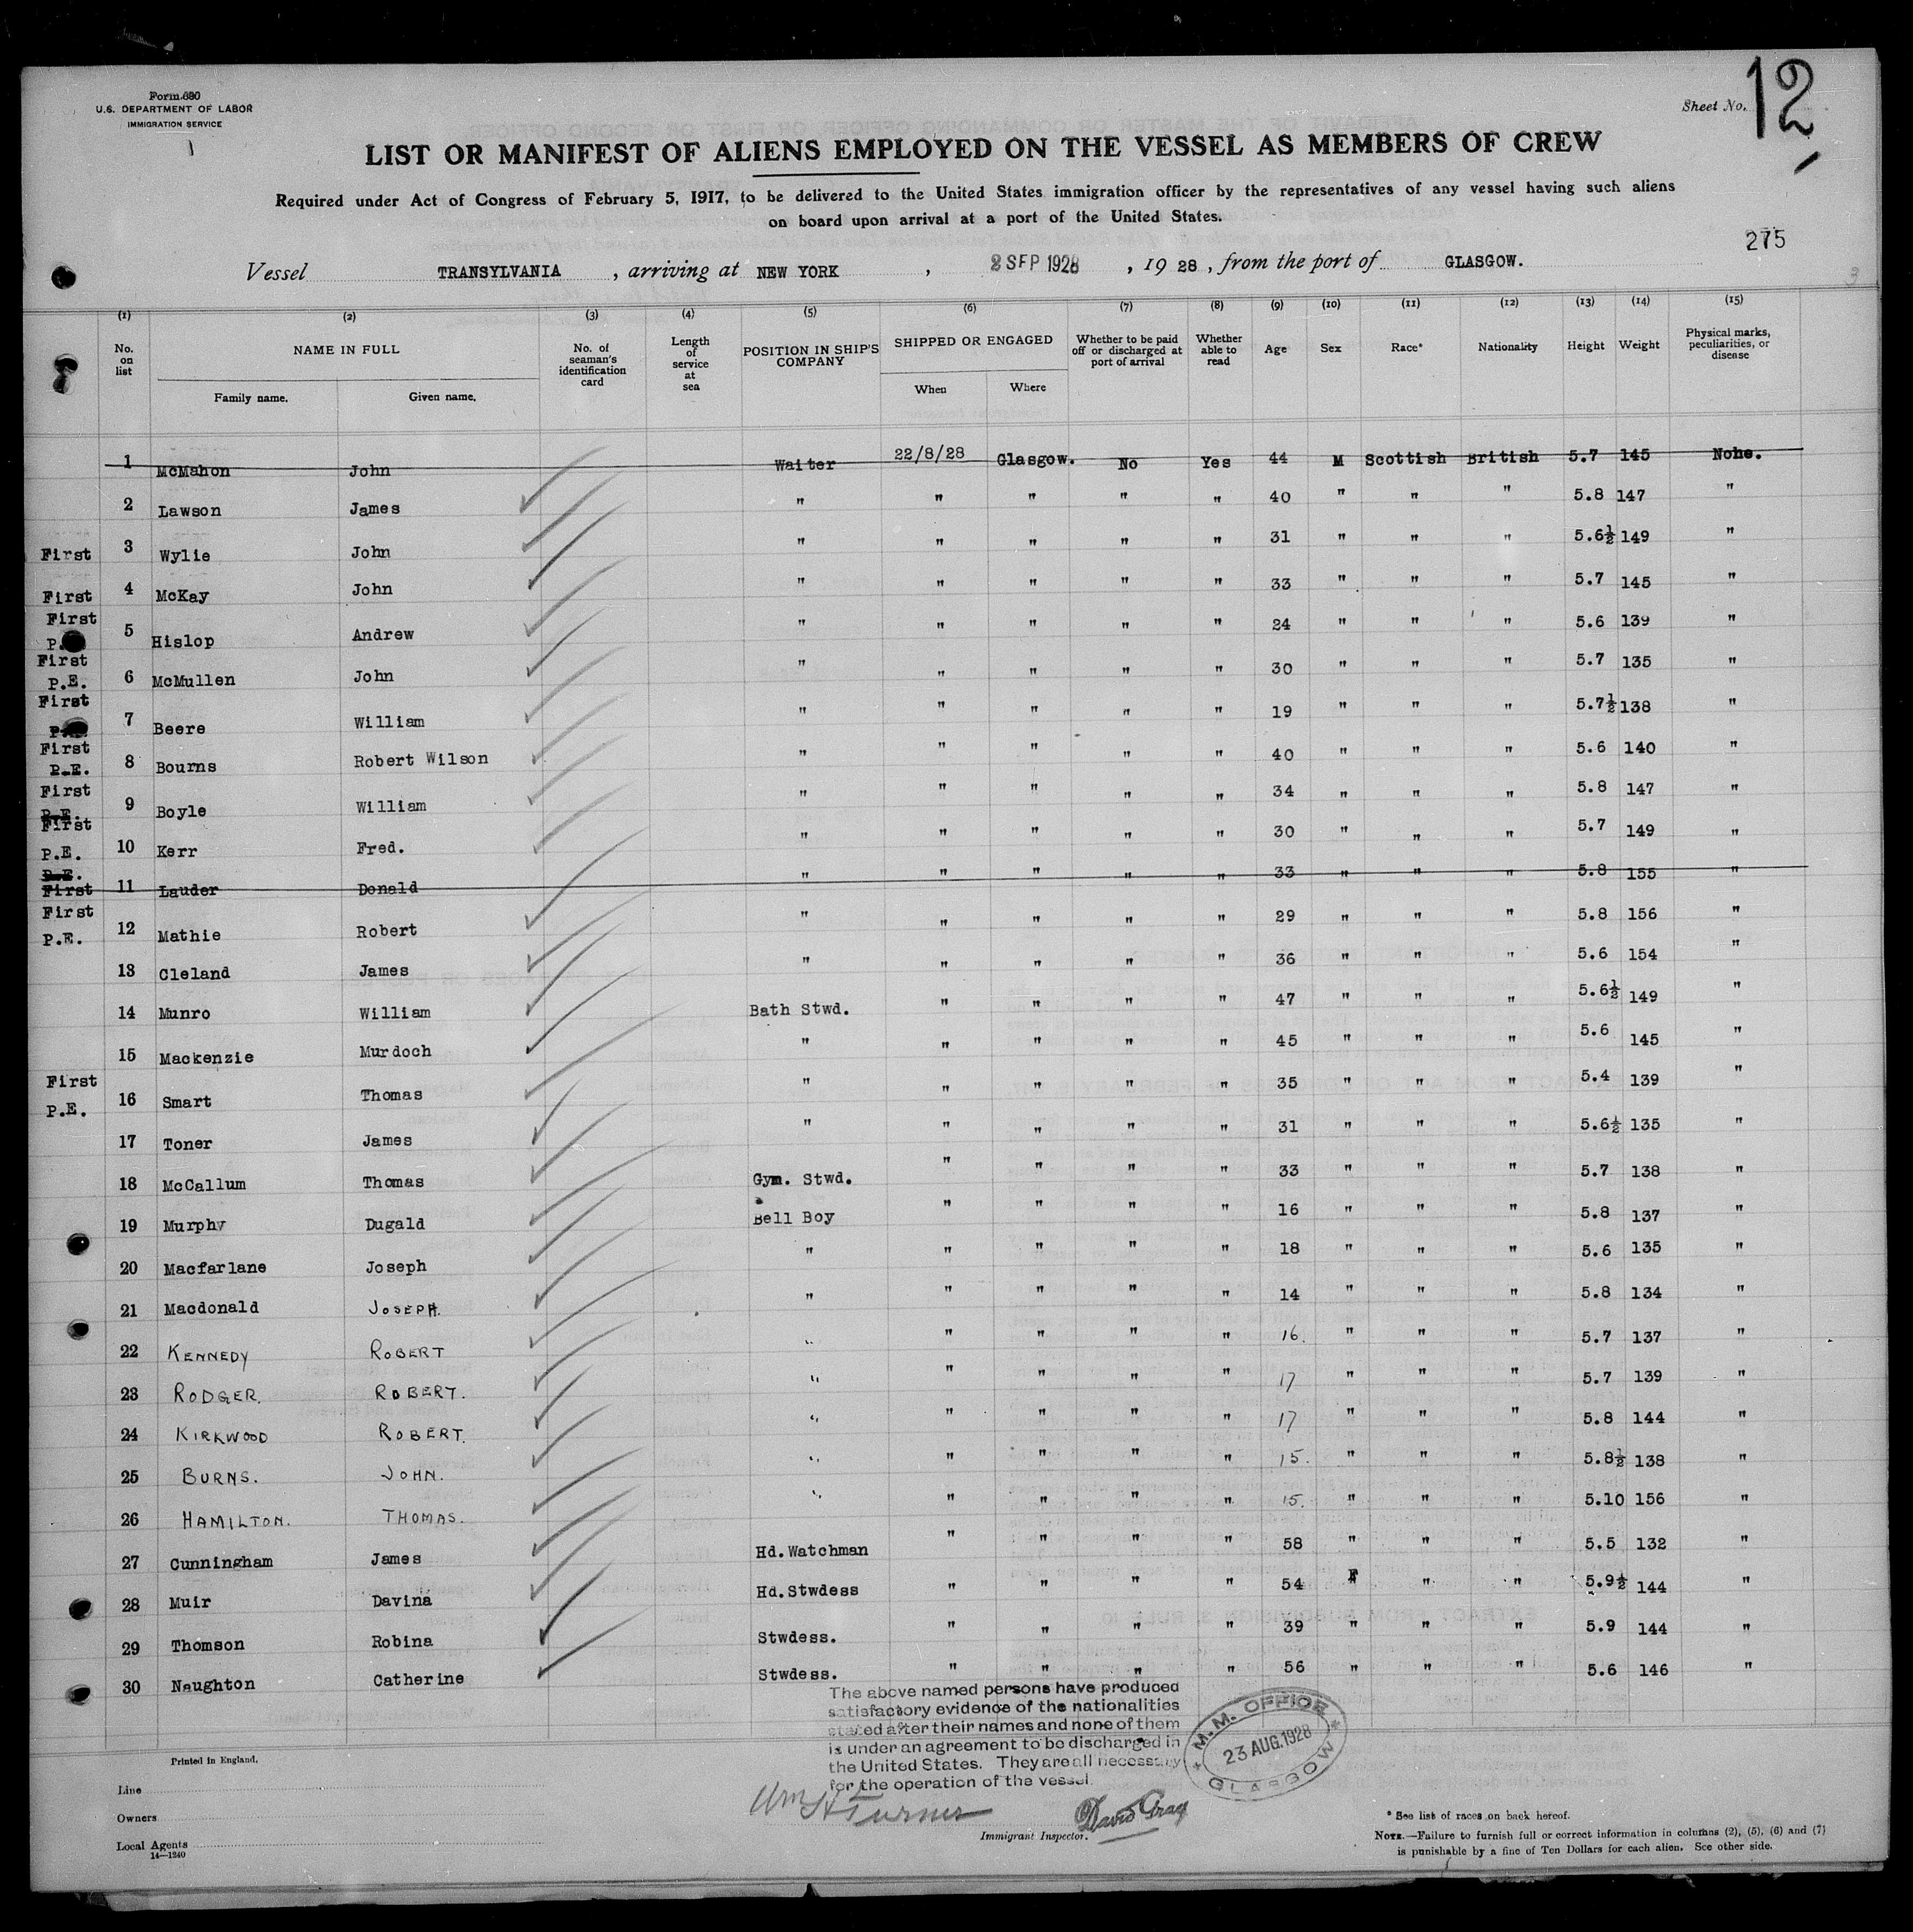 Form 680
U.S. DEPARTMENT OF LABOR
IMMIGRATION SERVICE
Sheet No. 12
LIST OR MANIFEST OF ALIENS EMPLOYED ON THE VESSEL AS MEMBERS OF CREW
Required under Act of Congress of February 5, 1917, to be delivered to the United States immigration officer by the representatives of any vessel having such aliens
on board upon arrival at a port of the United States.
275
Vessel TRANSYLVANIA , arriving at NEW YORK , 2 SEP 1928 , 19 28 , from the port of GLASGOW.
(1) (2) (3) (4) (5) (6) (7) (8) (9) (10) (11) (12) (13) (14) (15)
No. on list NAME IN FULL Family name. Given name. No. of seaman's identification card Length of service at sea POSITION IN SHIP'S COMPANY SHIPPED OR ENGAGED When Where Whether to be paid off or discharged at port of arrival Whether able to read Age Sex Race* Nationality Height Weight Physical marks, peculiarities, or disease
1 McMahon John Waiter 22/8/28 Glasgow. No Yes 44 M Scottish British 5.7 145 None.
2 Lawson James " " " " " 40 " " " 5.8 147 "
First 3 Wylie John " " " " " 31 " " " 5.6½ 149 "
First 4 McKay John " " " " " 33 " " " 5.7 145 "
First P. 5 Hislop Andrew " " " " " 24 " " " 5.6 139 "
First P.E. 6 McMullen John " " " " " 30 " " " 5.7 135 "
First 7 Beere William " " " " " 19 " " " 5.7½ 138 "
First P.E. 8 Bourns Robert Wilson " " " " " 40 " " " 5.6 140 "
First P.E. 9 Boyle William " " " " " 34 " " " 5.8 147 "
First P.E. 10 Kerr Fred. " " " " " 30 " " " 5.7 149 "
P.E. First 11 Lauder Donald " " " " " 33 " " " 5.8 155 "
First P.E. 12 Mathie Robert " " " " " 29 " " " 5.8 156 "
13 Cleland James " " " " " 36 " " " 5.6 154 "
14 Munro William Bath Stwd. " " " " 47 " " " 5.6½ 149 "
15 Mackenzie Murdoch " " " " " 45 " " " 5.6 145 "
First P.E. 16 Smart Thomas " " " " " 35 " " " 5.4 139 "
17 Toner James " " " " " 31 " " " 5.6½ 135 "
18 McCallum Thomas Gym. Stwd. " " " " 33 " " " 5.7 138 "
19 Murphy Dugald Bell Boy " " " " 16 " " " 5.8 137 "
20 Macfarlane Joseph " " " " " 18 " " " 5.6 135 "
21 Macdonald JOSEPH. " " " " " 14 " " " 5.8 134 "
22 KENNEDY ROBERT " " " " " 16. " " " 5.7 137 "
23 RODGER. ROBERT. " " " " " 17 " " " 5.7 139 "
24 KIRKWOOD ROBERT. " " " " " 17 " " " 5.8 144 "
25 BURNS. JOHN. " " " " " 15. " " " 5.8½ 138 "
26 HAMILTON. THOMAS. " " " " " 15. " " " 5.10 156 "
27 Cunningham James Hd. Watchman " " " " 58 " " " 5.5 132 "
28 Muir Davina Hd. Stwdess " " " " 54 F " " 5.9½ 144 "
29 Thomson Robina Stwdess. " " " " 39 " " " 5.9 144 "
30 Naughton Catherine Stwdess. " " " " 56 " " " 5.6 146 "
The above named persons have produced
satisfactory evidence of the nationalities
stated after their names and none of them
is under an agreement to be discharged in
the United States. They are all necessary
for the operation of the vessel.
M.M. OFFICE
23 AUG. 1928
GLASGOW
Printed in England.
Line
Owners
Local Agents
14—1240
Wm H Turner
David Gray
Immigrant Inspector.
* See list of races on back hereof.
NOTE.—Failure to furnish full or correct information in columns (2), (5), (6) and (7)
is punishable by a fine of Ten Dollars for each alien. See other side.